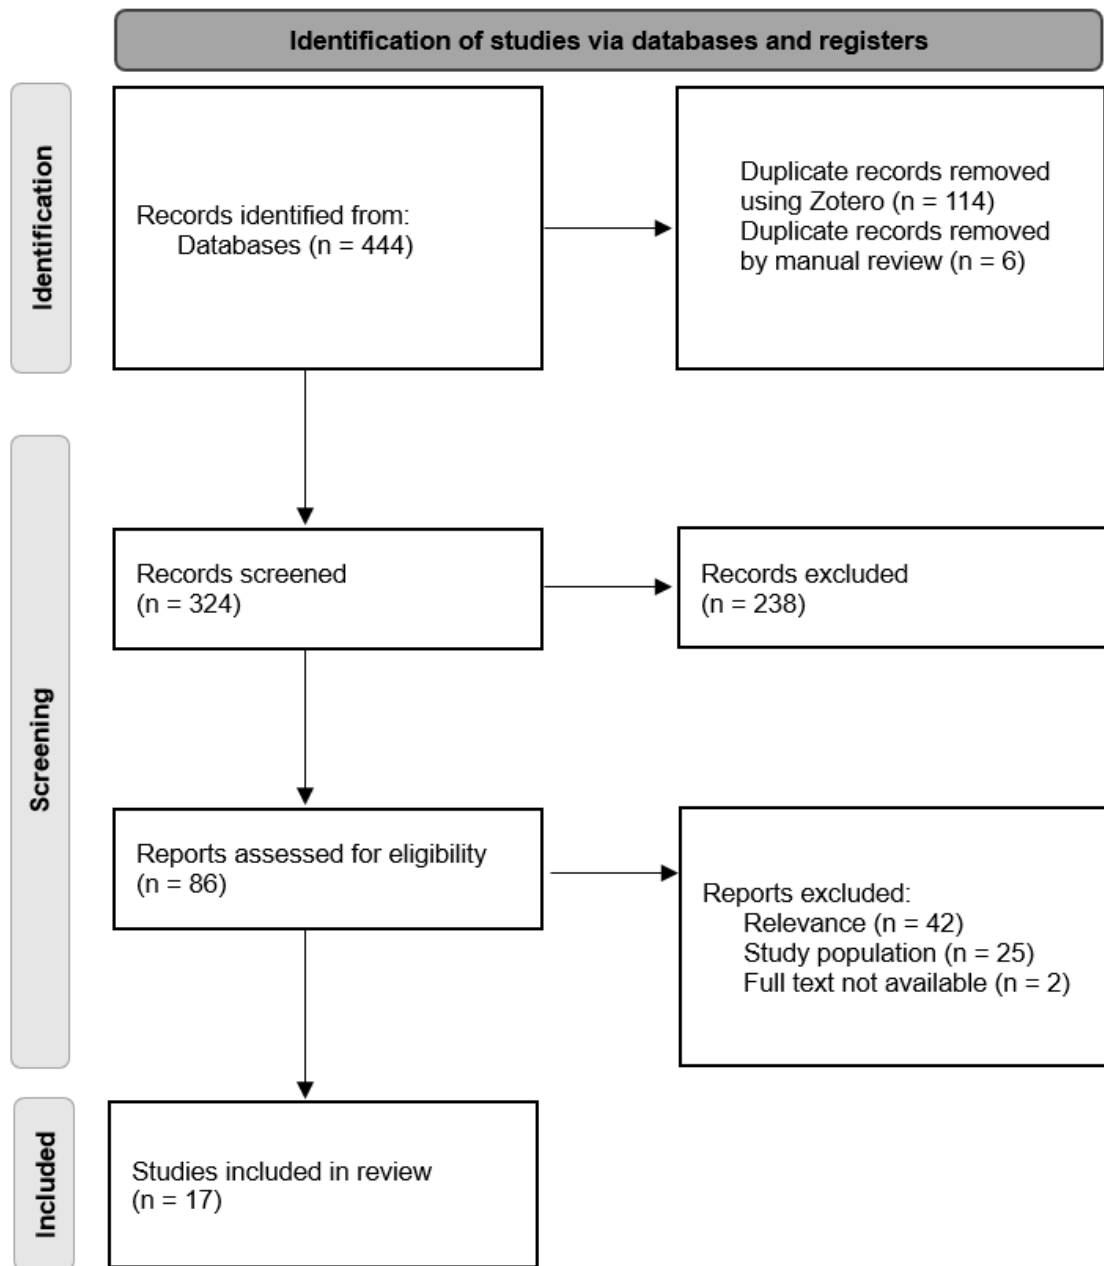 Identification of studies via databases and registers
Identification
Records identified from:
Databases (n = 444)
Duplicate records removed
using Zotero (n = 114)
Duplicate records removed
by manual review (n = 6)
Screening
Records screened
(n = 324)
Records excluded
(n = 238)
Reports assessed for eligibility
(n = 86)
Reports excluded:
Relevance (n = 42)
Study population (n = 25)
Full text not available (n = 2)
Included
Studies included in review
(n = 17)